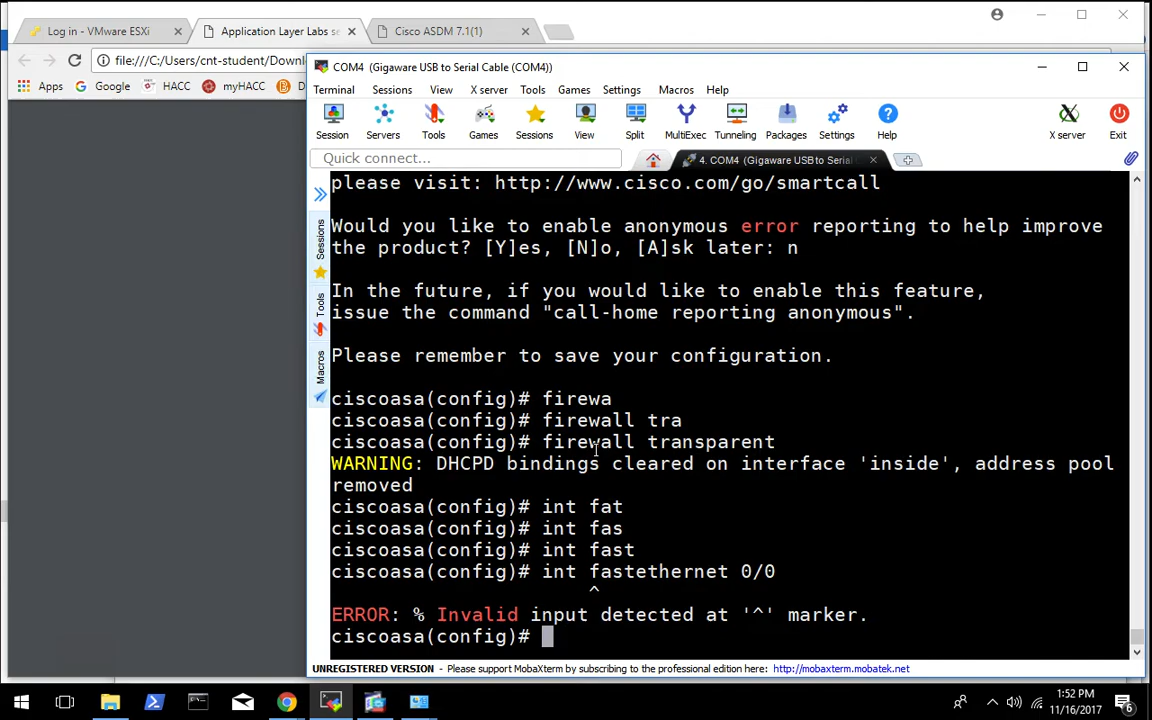 Log in - VMware ESXi
Application Layer Labs se
Cisco ASDM 7.1(1)
file:///C:/Users/cnt-student/Downl
Apps
Google
HACC
myHACC
COM4 (Gigaware USB to Serial Cable (COM4))
Terminal Sessions View X server Tools Games Settings Macros Help
Session Servers Tools Games Sessions View Split MultiExec Tunneling Packages Settings Help X server Exit
Quick connect...
4. COM4 (Gigaware USB to Serial
Sessions
Tools
Macros
please visit: http://www.cisco.com/go/smartcall
Would you like to enable anonymous error reporting to help improve
the product? [Y]es, [N]o, [A]sk later: n
In the future, if you would like to enable this feature,
issue the command "call-home reporting anonymous".
Please remember to save your configuration.
ciscoasa(config)# firewa
ciscoasa(config)# firewall tra
ciscoasa(config)# firewall transparent
WARNING: DHCPD bindings cleared on interface 'inside', address pool
removed
ciscoasa(config)# int fat
ciscoasa(config)# int fas
ciscoasa(config)# int fast
ciscoasa(config)# int fastethernet 0/0
^
ERROR: % Invalid input detected at '^' marker.
ciscoasa(config)#
UNREGISTERED VERSION - Please support MobaXterm by subscribing to the professional edition here: http://mobaxterm.mobatek.net
1:52 PM
11/16/2017
6